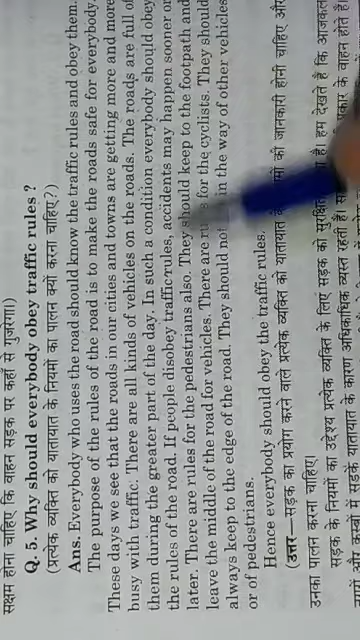 सक्षम होना चाहिए कि वाहन सड़क पर कहाँ से गुजरेगा।)
Q. 5. Why should everybody obey traffic rules ?
(प्रत्येक व्यक्ति को यातायात के नियमों का पालन क्यों करना चाहिए?)
Ans. Everybody who uses the road should know the traffic rules and obey them.
The purpose of the rules of the road is to make the roads safe for everybody.
These days we see that the roads in our cities and towns are getting more and more
busy with traffic. There are all kinds of vehicles on the roads. The roads are full of
them during the greater part of the day. In such a condition everybody should obey
the rules of the road. If people disobey traffic rules, accidents may happen sooner or
later. There are rules for the pedestrians also. They should keep to the footpath and
leave the middle of the road for vehicles. There are for the cyclists. They should
always keep to the edge of the road. They should not in the way of other vehicles
or of pedestrians.
Hence everybody should obey the traffic rules.
(उत्तर—सड़क का प्रयोग करने वाले प्रत्येक व्यक्ति को यातायात की जानकारी होनी चाहिए और
उनका पालन करना चाहिए।
सड़क के नियमों का उद्देश्य प्रत्येक व्यक्ति के लिए सड़क को सुरक्षित है। हम देखते हैं कि आजकल
और कस्बों में सड़कें यातायात के कारण अधिकाधिक व्यस्त रहती हैं। के वाहन होते हैं।